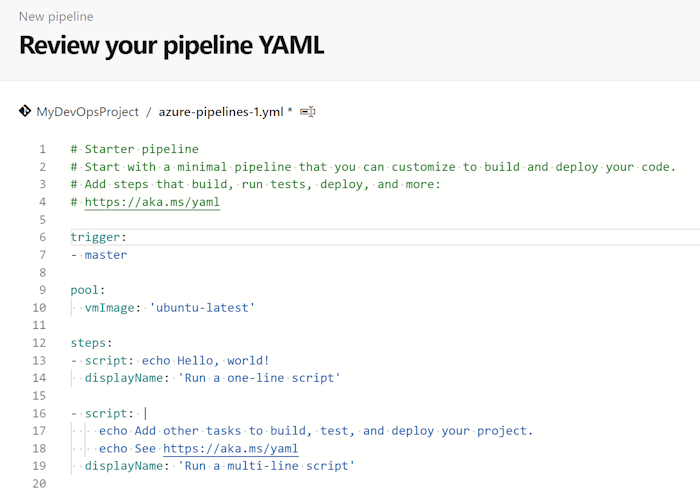 New pipeline
Review your pipeline YAML
MyDevOpsProject / azure-pipelines-1.yml *
1 # Starter pipeline
2 # Start with a minimal pipeline that you can customize to build and deploy your code.
3 # Add steps that build, run tests, deploy, and more:
4 # https://aka.ms/yaml
5
6 trigger:
7 - master
8
9 pool:
10   vmImage: 'ubuntu-latest'
11
12 steps:
13 - script: echo Hello, world!
14   displayName: 'Run a one-line script'
15
16 - script: |
17     echo Add other tasks to build, test, and deploy your project.
18     echo See https://aka.ms/yaml
19   displayName: 'Run a multi-line script'
20